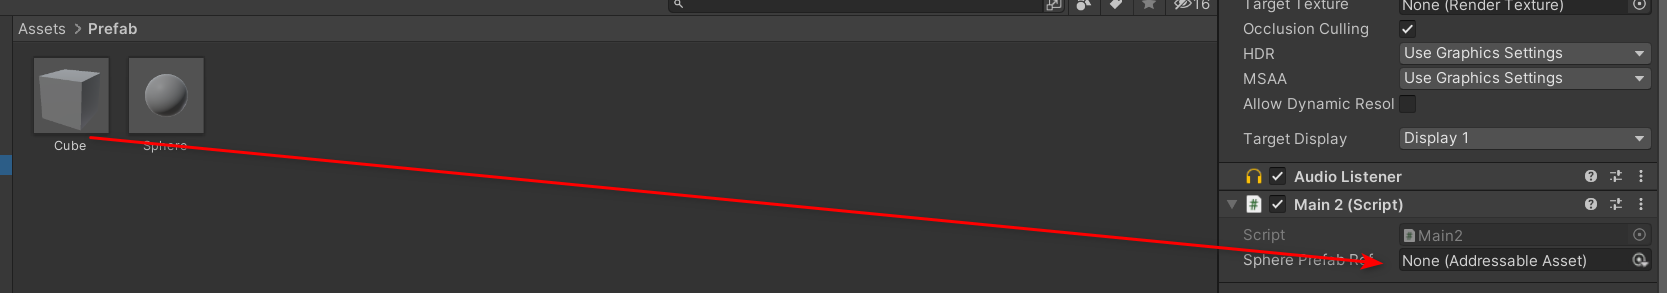 16
Assets > Prefab
Cube
Sphere
Target Texture None (Render Texture)
Occlusion Culling
HDR Use Graphics Settings
MSAA Use Graphics Settings
Allow Dynamic Resol
Target Display Display 1
Audio Listener
# Main 2 (Script)
Script # Main2
Sphere Prefab Ref None (Addressable Asset)